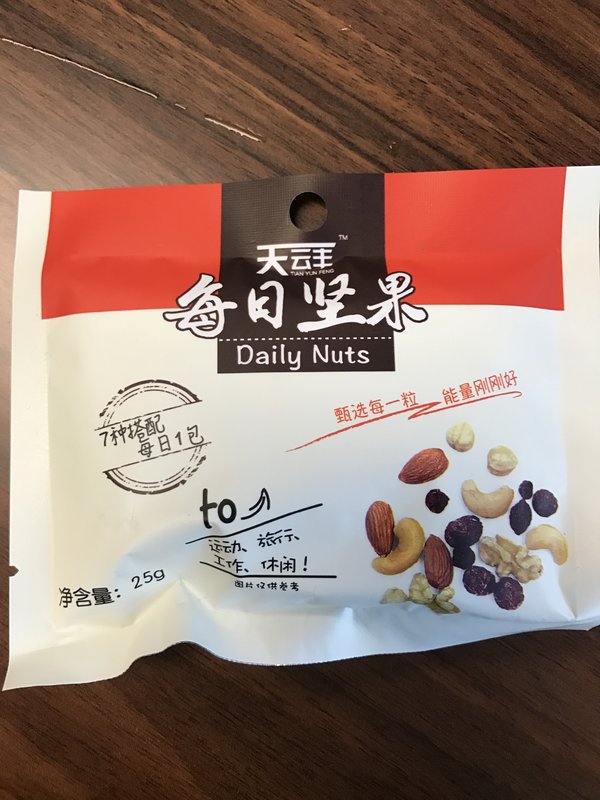 天云丰
TM
TIAN YUN FENG
每日坚果
Daily Nuts
甄选每一粒 能量刚刚好
7种搭配
每日1包
to
运动、旅行、
工作、休闲!
图片仅供参考
净含量: 25g